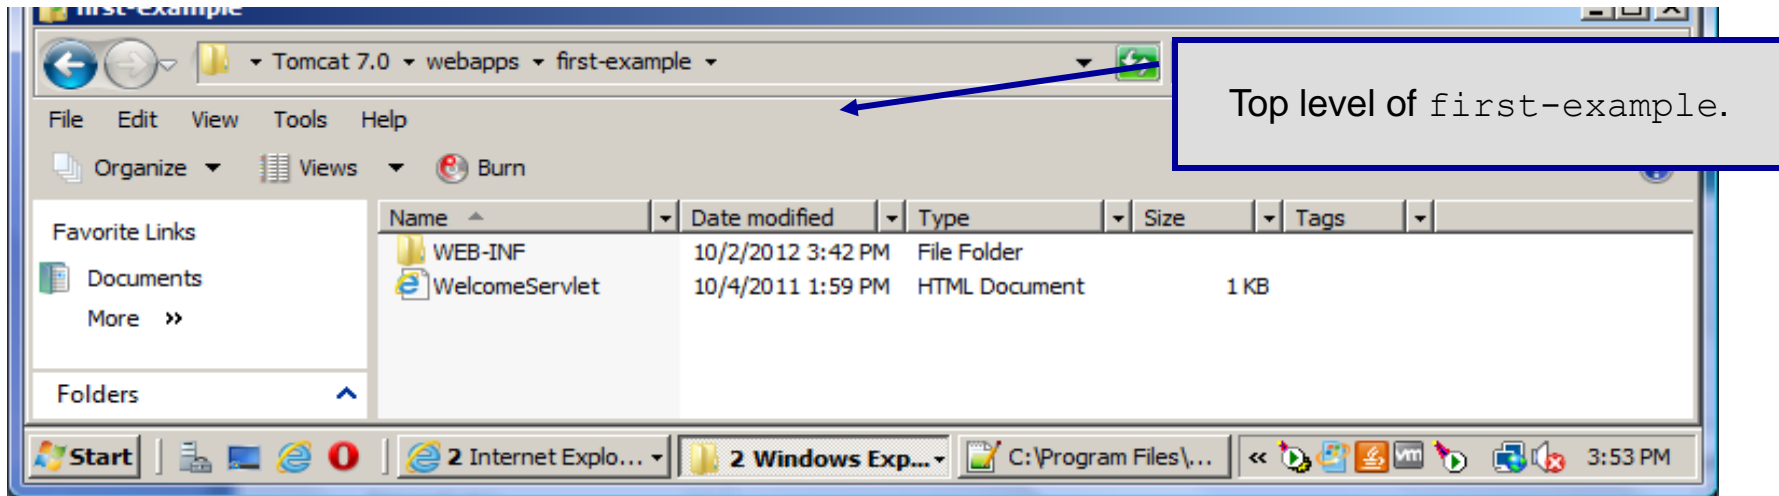 first-example
Tomcat 7.0 webapps first-example
Top level of first-example.
File Edit View Tools Help
Organize Views Burn
Favorite Links
Documents
More »
Folders
Name Date modified Type Size Tags
WEB-INF 10/2/2012 3:42 PM File Folder
WelcomeServlet 10/4/2011 1:59 PM HTML Document 1 KB
Start 2 Internet Explo... 2 Windows Exp... C:\Program Files\... « vm 3:53 PM